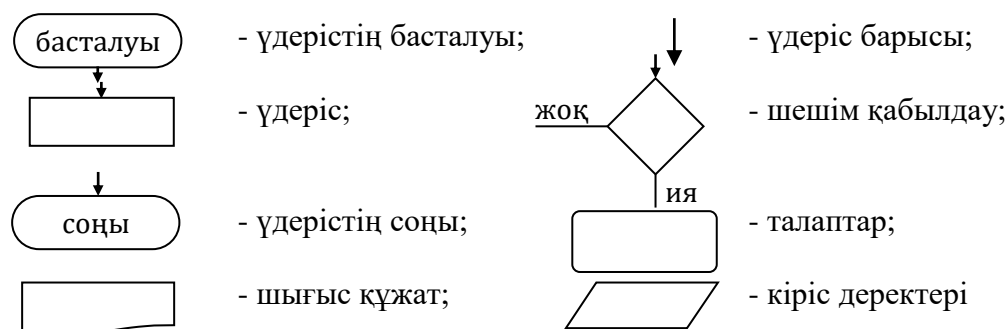 басталуы - үдерістің басталуы; - үдеріс барысы;
- үдеріс; жоқ - шешім қабылдау;
ия
соңы - үдерістің соңы; - талаптар;
- шығыс құжат; - кіріс деректері